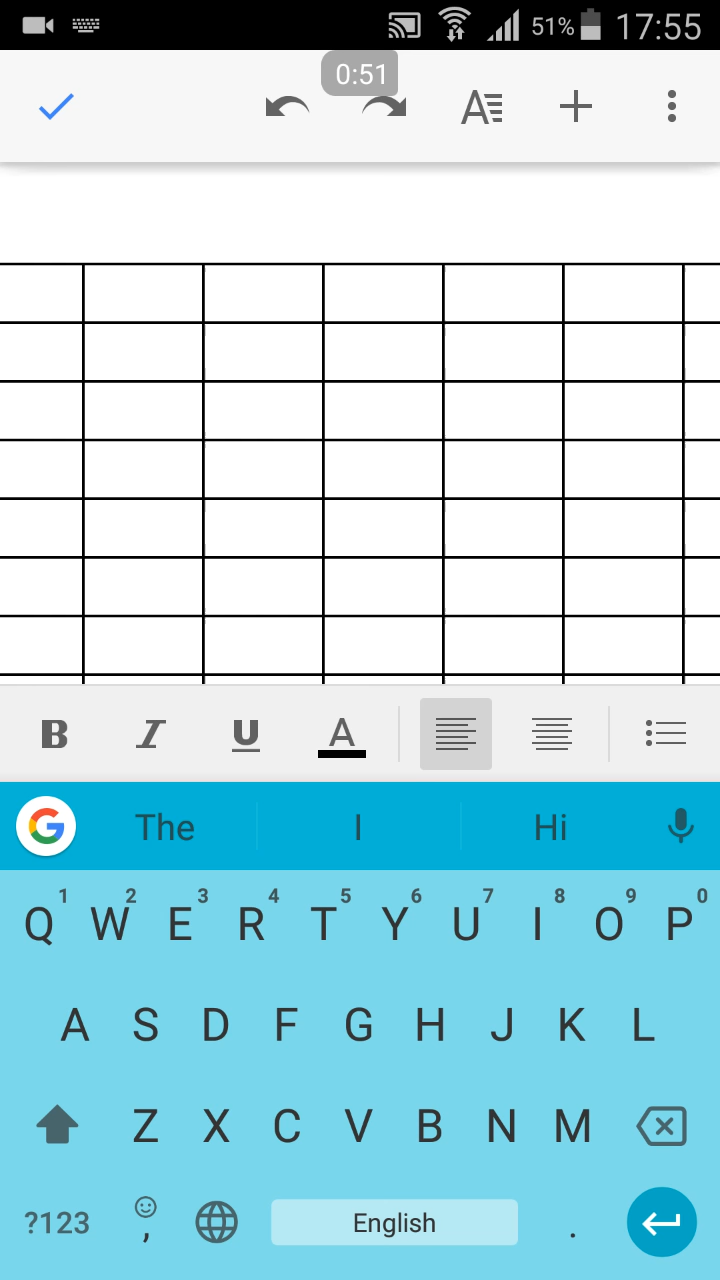 51% 17:55
0:51
A
B I U A
The I Hi
1 2 3 4 5 6 7 8 9 0
Q W E R T Y U I O P
A S D F G H J K L
Z X C V B N M
?123 , English .